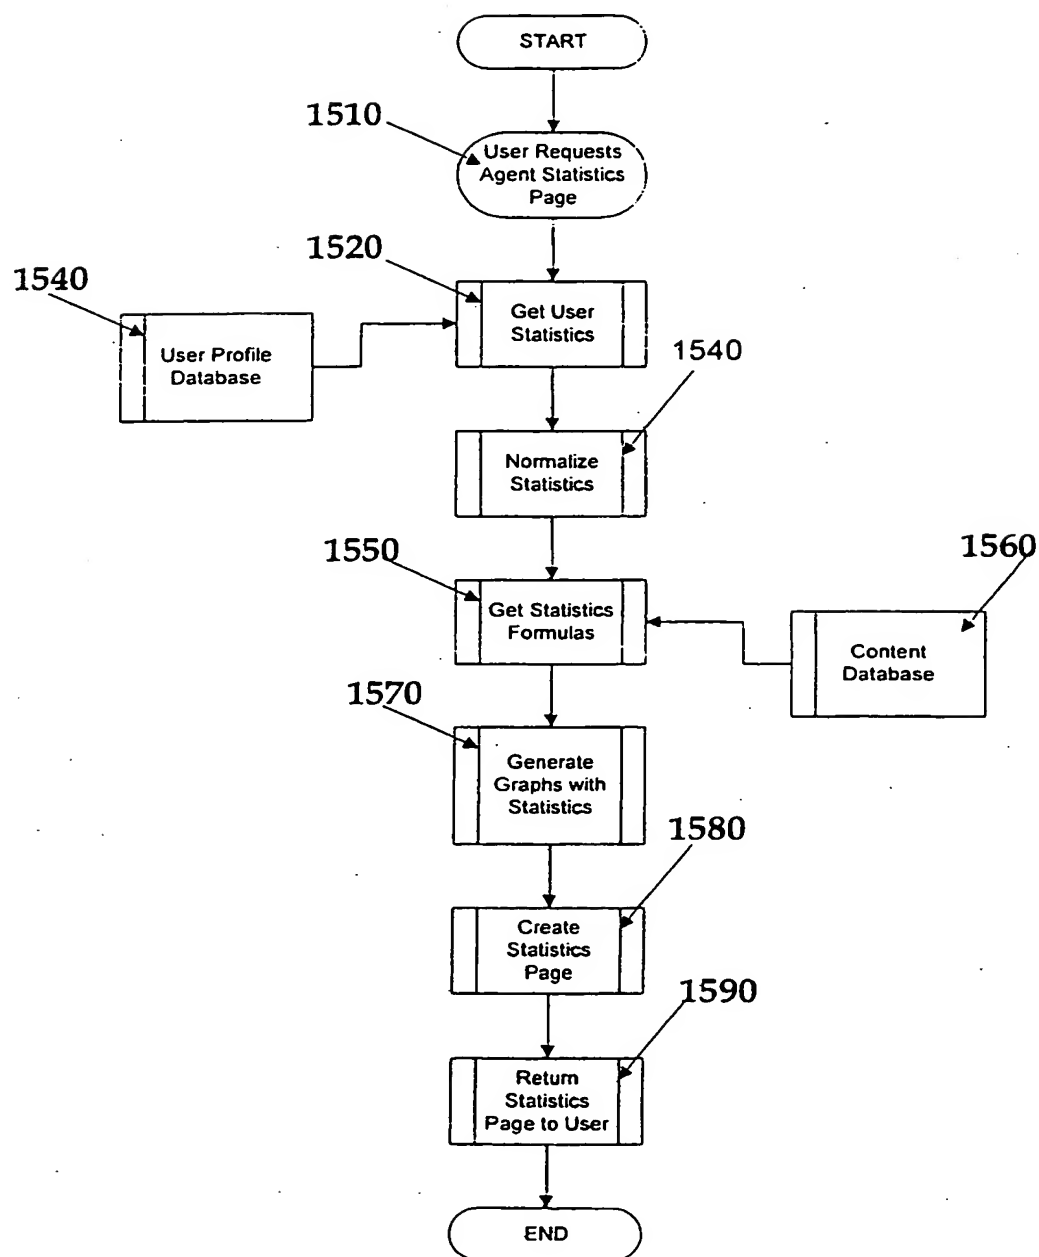 START
1510
User Requests
Agent Statistics
Page
1520
1540
Get User
Statistics
User Profile
Database
1540
Normalize
Statistics
1550
1560
Get Statistics
Formulas
Content
Database
1570
Generate
Graphs with
Statistics
1580
Create
Statistics
Page
1590
Return
Statistics
Page to User
END